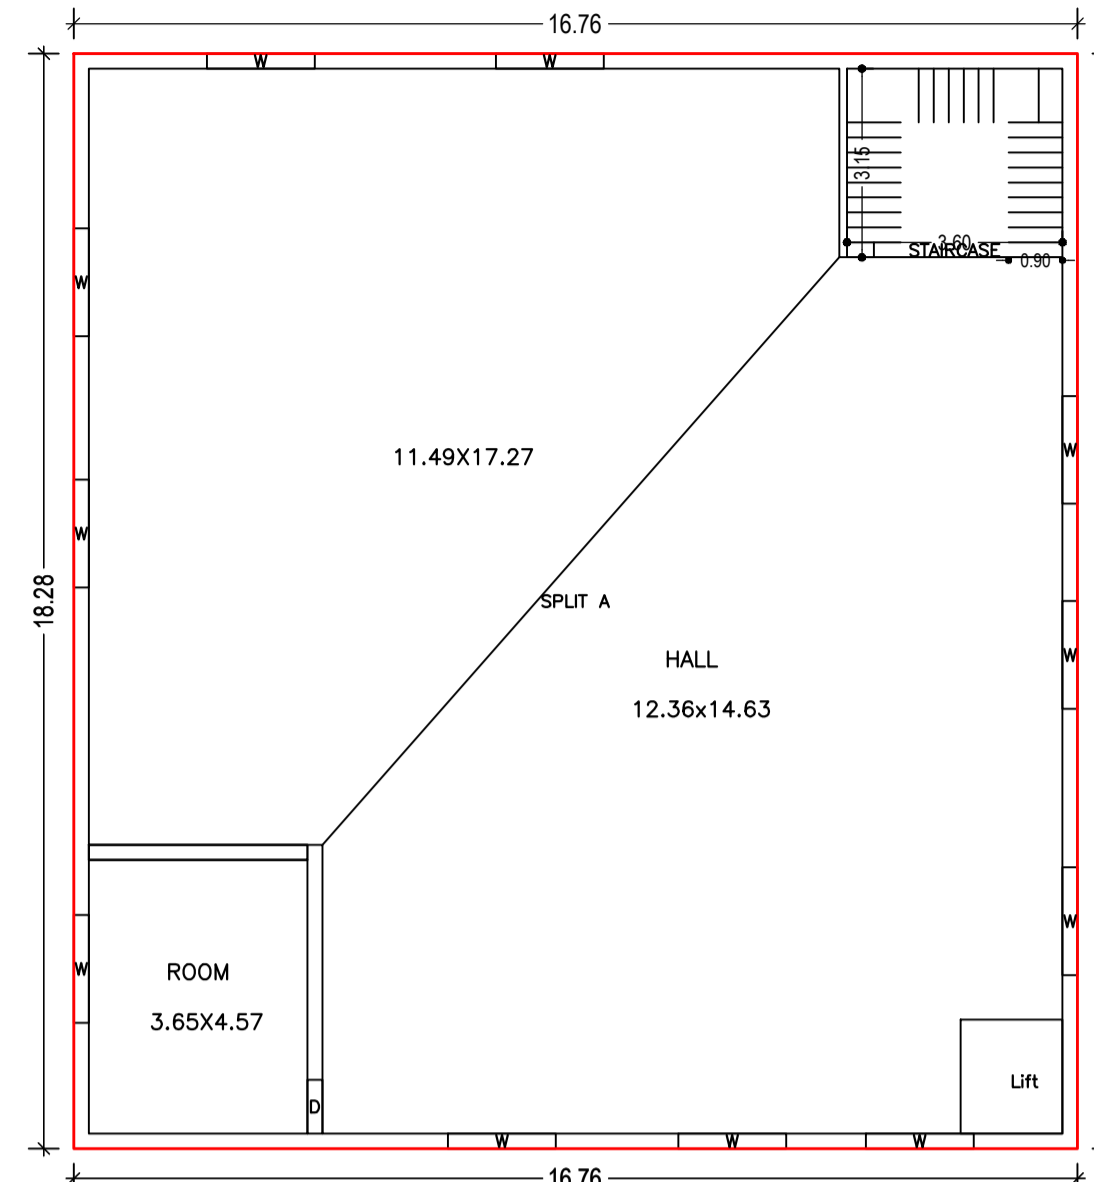 16.76
W
W
3.15
3.60
STAIRCASE
0.90
W
W
11.49X17.27
W
18.28
SPLIT A
HALL
W
12.36x14.63
W
W
ROOM
3.65X4.57
Lift
D
W
W
W
16.76